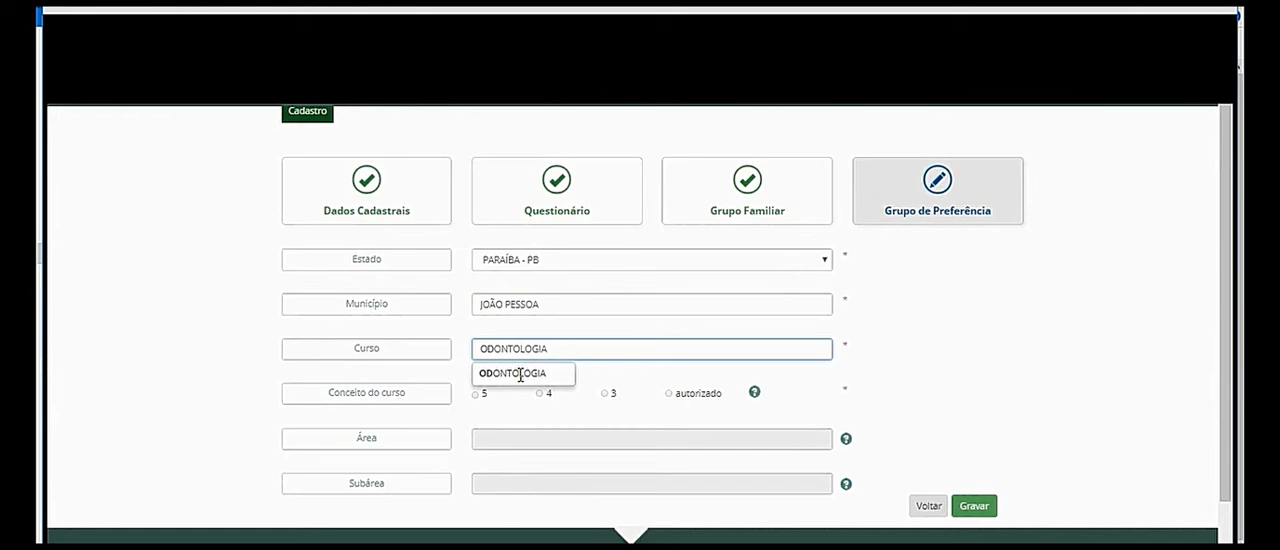 Cadastro
Dados Cadastrais
Questionário
Grupo Familiar
Grupo de Preferência
Estado
PARAÍBA - PB
*
Município
JOÃO PESSOA
*
Curso
ODONTOLOGIA
*
ODONTOLOGIA
Conceito do curso
5
4
3
autorizado
?
*
Área
?
Subárea
?
Voltar
Gravar